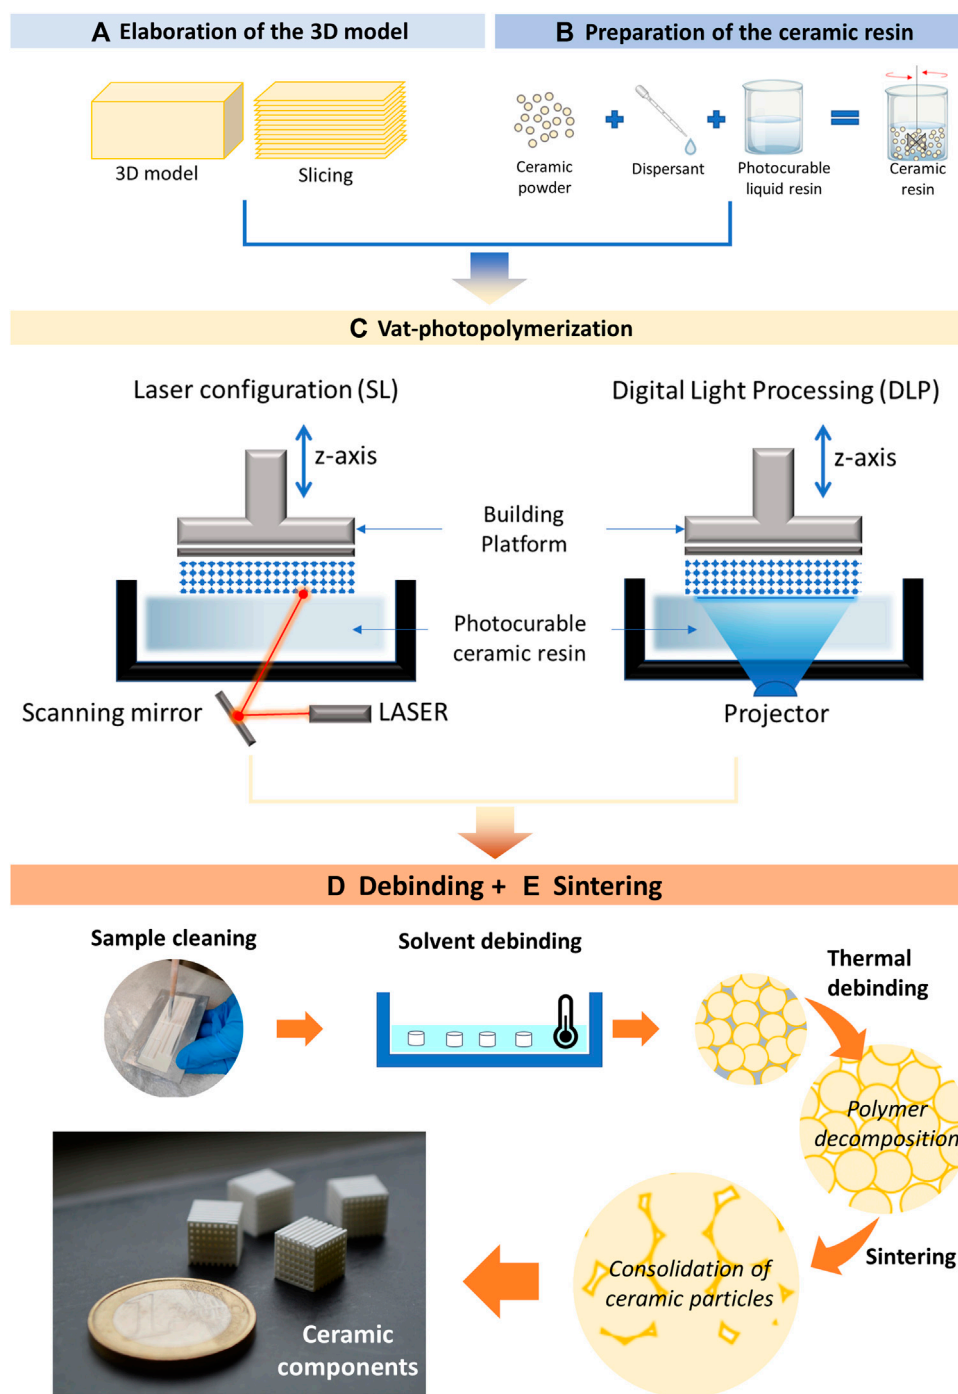 A Elaboration of the 3D model
B Preparation of the ceramic resin
3D model
Slicing
Ceramic
powder
Dispersant
Photocurable
liquid resin
Ceramic
resin
C Vat-photopolymerization
Laser configuration (SL)
Digital Light Processing (DLP)
z-axis
z-axis
Building
Platform
Photocurable
ceramic resin
Scanning mirror
LASER
Projector
D Debinding + E Sintering
Sample cleaning
Solvent debinding
Thermal
debinding
Polymer
decomposition
Sintering
Consolidation of
ceramic particles
Ceramic
components